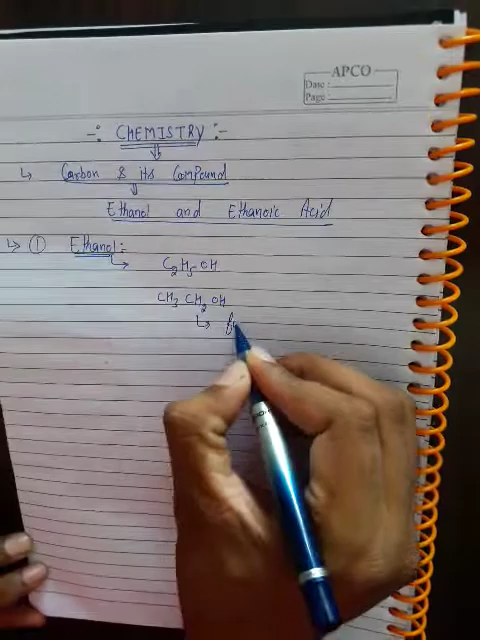 APCO
Date :
Page :
-: CHEMISTRY :-
⇓
↳ Carbon & its Compound
⇓
Ethanol and Ethanoic Acid
↳ ① Ethanol :
↳ C₂H₅OH
CH₃ CH₂ OH
↳